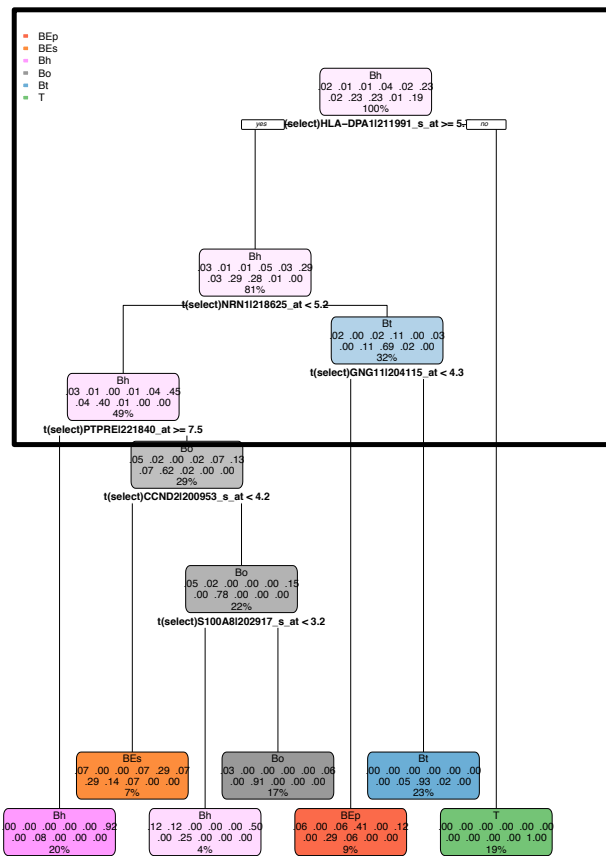 BEp
BEs
Bh
Bo
Bt
T
Bh
.02 .01 .01 .04 .02 .23
.02 .23 .23 .01 .19
100%
yes
(select)HLA−DPA1|211991_s_at >= 5.
no
Bh
.03 .01 .01 .05 .03 .29
.03 .29 .28 .01 .00
81%
t(select)NRN1|218625_at < 5.2
Bt
.02 .00 .02 .11 .00 .03
.00 .11 .69 .02 .00
32%
t(select)GNG11|204115_at < 4.3
Bh
.03 .01 .00 .01 .04 .45
.04 .40 .01 .00 .00
49%
t(select)PTPRE|221840_at >= 7.5
Bo
.05 .02 .00 .02 .07 .13
.07 .62 .02 .00 .00
29%
t(select)CCND2|200953_s_at < 4.2
Bo
.05 .02 .00 .00 .00 .15
.00 .78 .00 .00 .00
22%
t(select)S100A8|202917_s_at < 3.2
BEs
.07 .00 .00 .07 .29 .07
.29 .14 .07 .00 .00
7%
Bo
.03 .00 .00 .00 .00 .06
.00 .91 .00 .00 .00
17%
Bt
.00 .00 .00 .00 .00 .00
.00 .05 .93 .02 .00
23%
Bh
.00 .00 .00 .00 .00 .92
.00 .08 .00 .00 .00
20%
Bh
.12 .12 .00 .00 .00 .50
.00 .25 .00 .00 .00
4%
BEp
.06 .00 .06 .41 .00 .12
.00 .29 .06 .00 .00
9%
T
.00 .00 .00 .00 .00 .00
.00 .00 .00 .00 1.00
19%